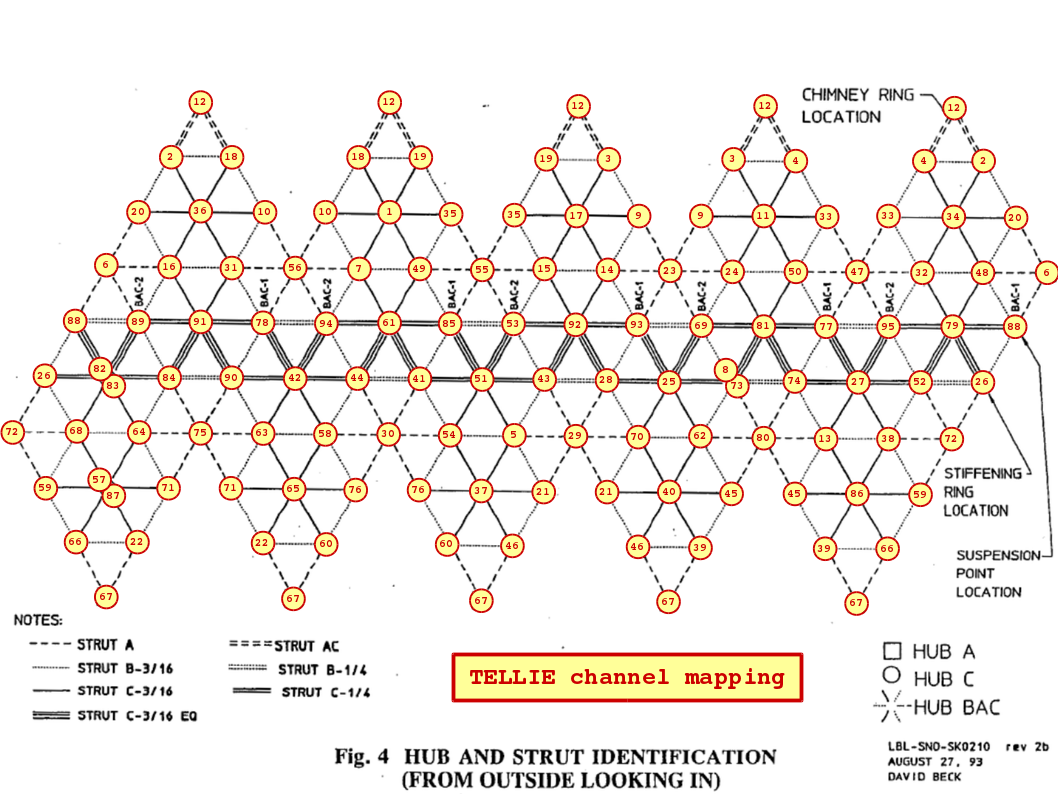 12 12 12 12 12
CHIMNEY RING
LOCATION
2 18 18 19 19 3 3 4 4 2
20 36 10 10 1 35 35 17 9 9 11 33 33 34 20
6 16 31 56 7 49 55 15 14 23 24 50 47 32 48 6
BAC-2 BAC-1 BAC-2 BAC-1 BAC-2 BAC-1 BAC-2 BAC-1 BAC-2 BAC-1
88 89 91 78 94 61 85 53 92 93 69 81 77 95 79 88
26 82 83 84 90 42 44 41 51 43 28 25 8 73 74 27 52 26
72 68 64 75 63 58 30 54 5 29 70 62 80 13 38 72
59 57 87 71 71 65 76 76 37 21 21 40 45 45 86 59
STIFFENING
RING
LOCATION
66 22 22 60 60 46 46 39 39 66
SUSPENSION
POINT
LOCATION
67 67 67 67 67
NOTES:
STRUT A
STRUT B-3/16
STRUT C-3/16
STRUT C-3/16 EQ
STRUT AC
STRUT B-1/4
STRUT C-1/4
TELLIE channel mapping
HUB A
HUB C
HUB BAC
Fig. 4 HUB AND STRUT IDENTIFICATION
(FROM OUTSIDE LOOKING IN)
LBL-SNO-SK0210 rev 2b
AUGUST 27, 93
DAVID BECK